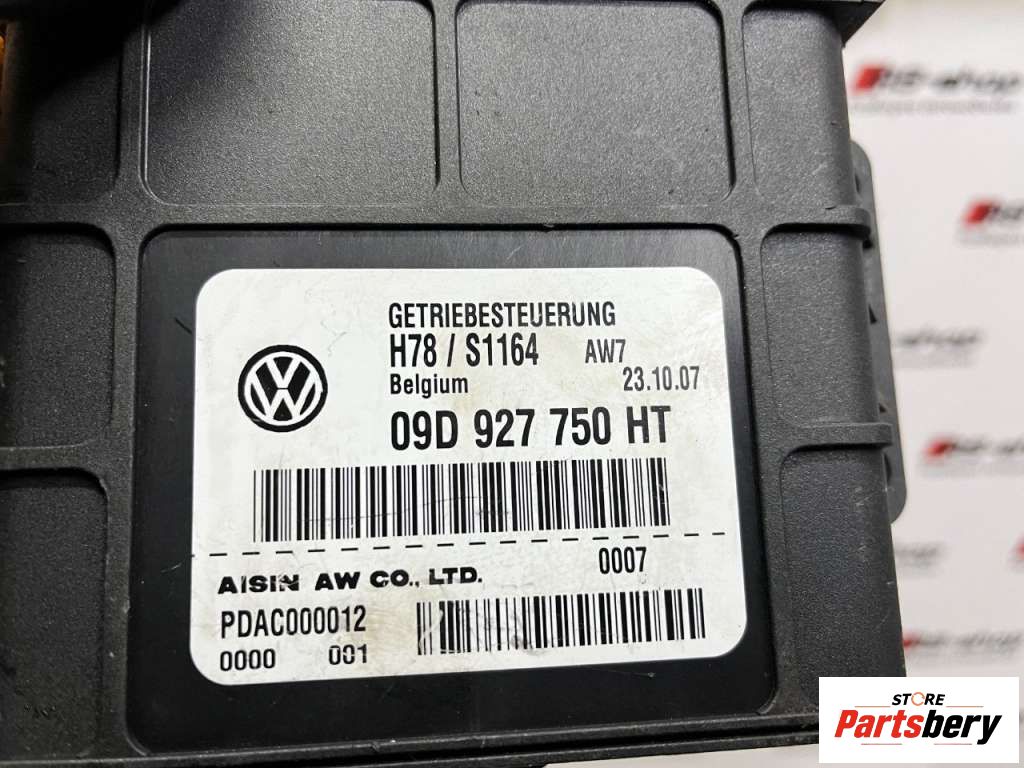 GETRIEBESTEUERUNG
H78 / S1164 AW7
Belgium 23.10.07
09D 927 750 HT
0007
AISIN AW CO., LTD.
PDAC000012
0000 001
STORE
Partsbery